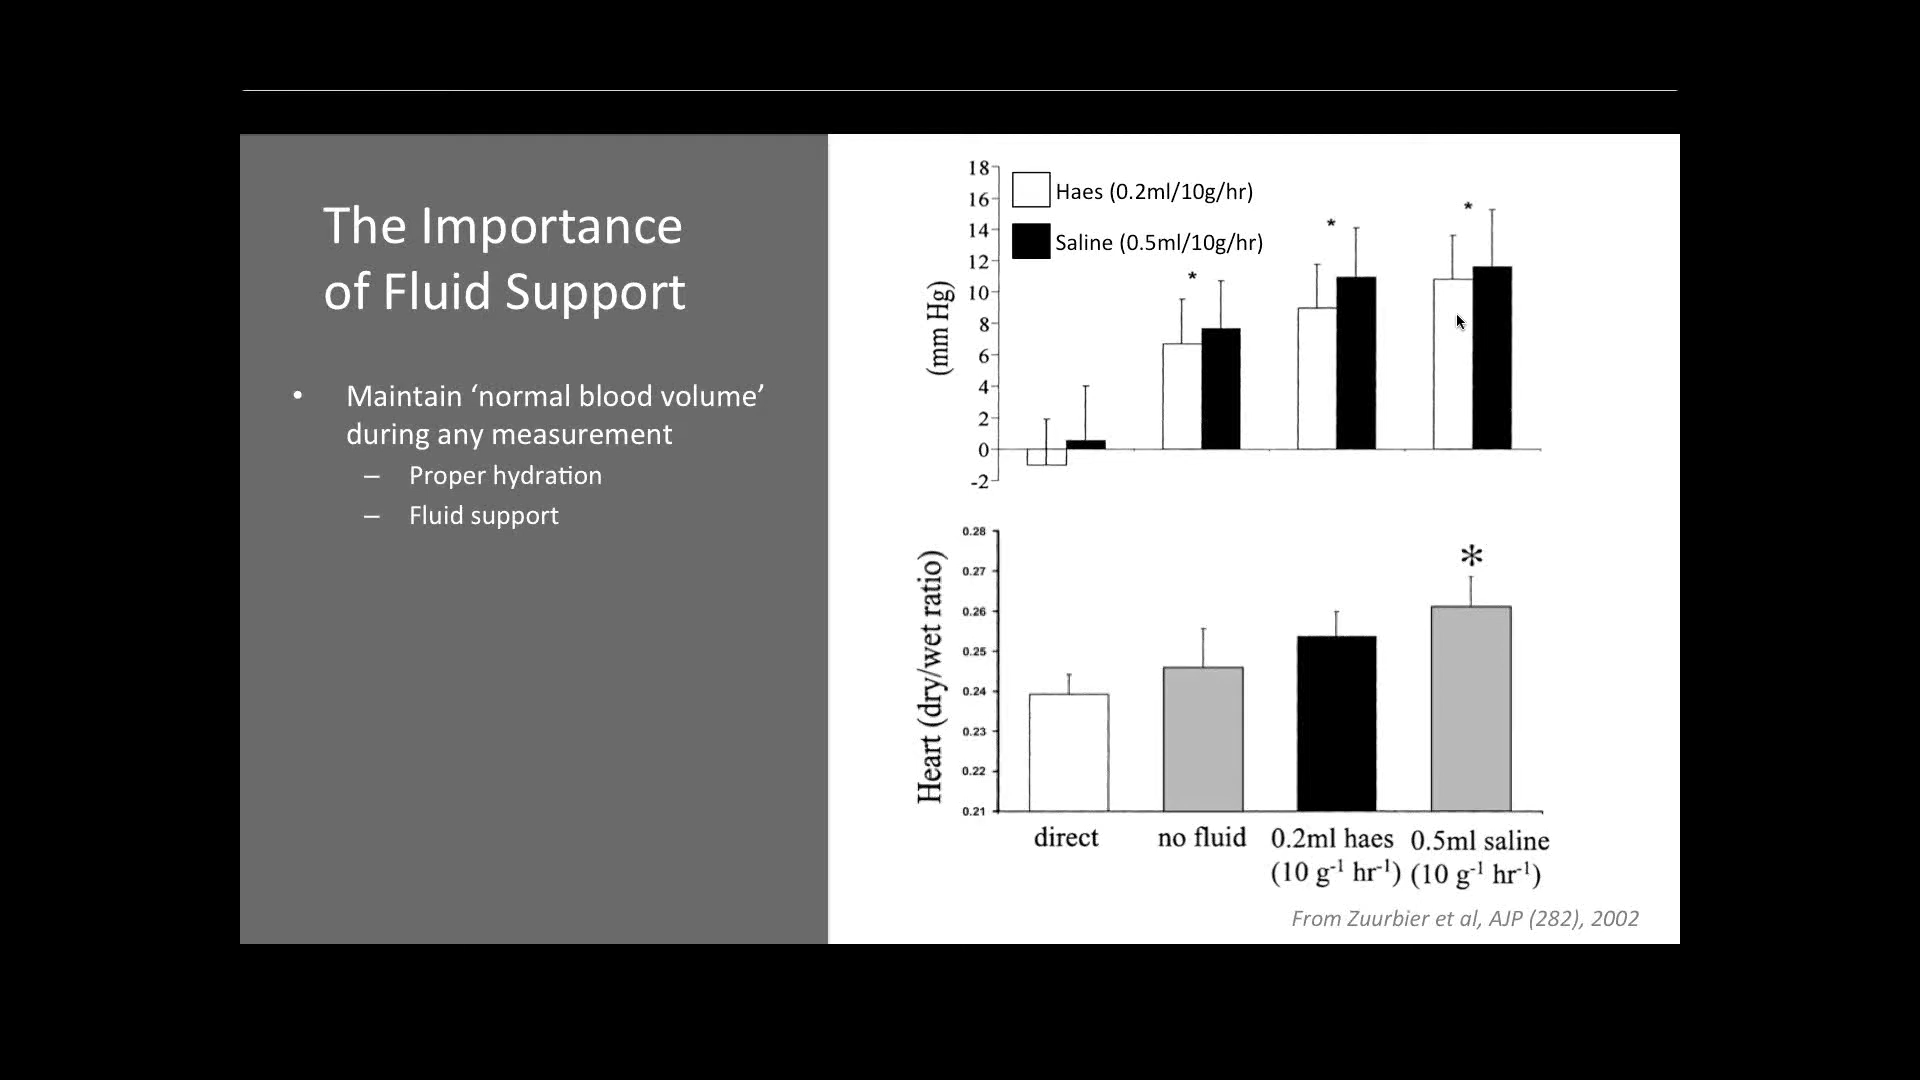 The Importance
of Fluid Support
• Maintain ‘normal blood volume’
during any measurement
– Proper hydration
– Fluid support
18
16
14
12
10
8
6
4
2
0
-2
(mm Hg)
Haes (0.2ml/10g/hr)
Saline (0.5ml/10g/hr)
*
*
*
0.28
0.27
0.26
0.25
0.24
0.23
0.22
0.21
Heart (dry/wet ratio)
*
direct no fluid 0.2ml haes 0.5ml saline
(10 g⁻¹ hr⁻¹) (10 g⁻¹ hr⁻¹)
From Zuurbier et al, AJP (282), 2002